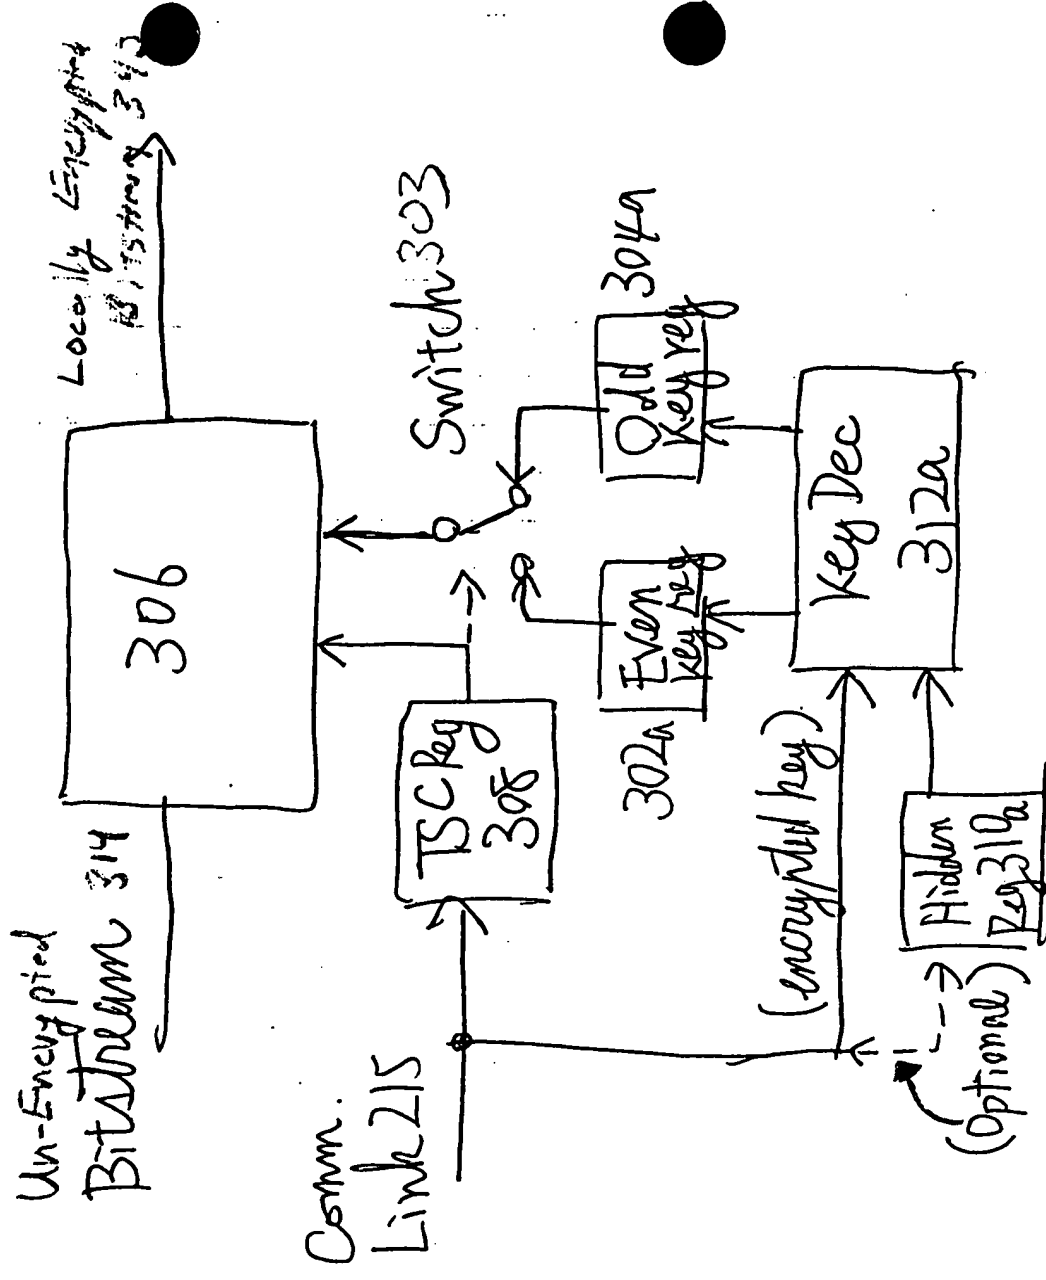 Un-Encrypted
Bitstream 314
306
Locally Encrypted
Bitstream 342
Comm.
Link 215
TSC Reg
308
Switch 303
302a
Even
key reg
Odd
key reg
304a
(encrypted key)
Key Dec
312a
Hidden
Reg 310a
(Optional)